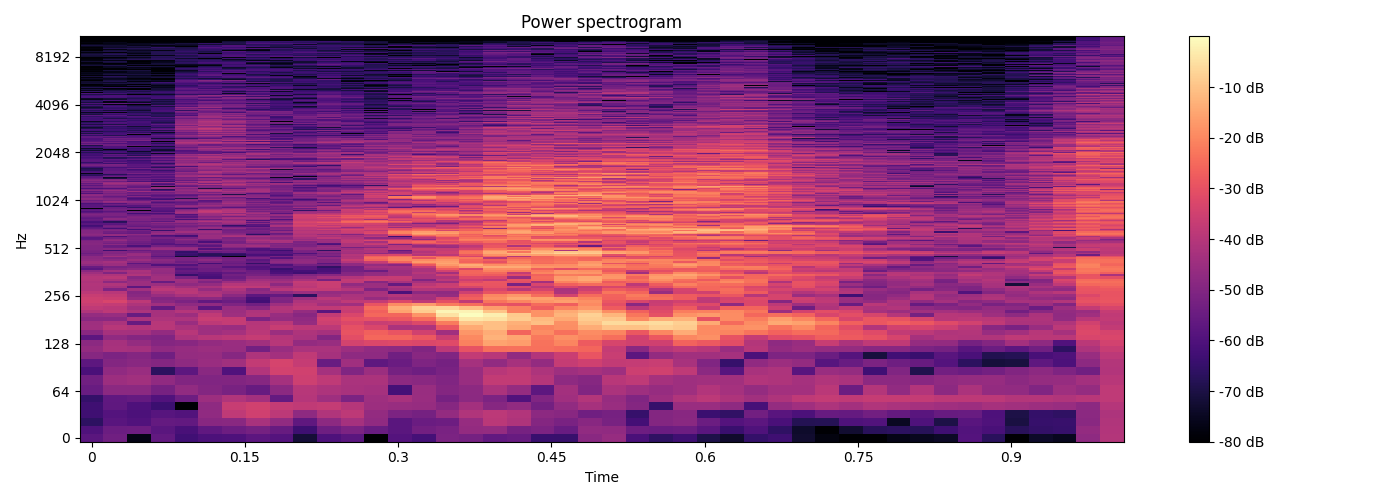 Power spectrogram
Hz
8192
4096
2048
1024
512
256
128
64
0
0 0.15 0.3 0.45 0.6 0.75 0.9
Time
-10 dB
-20 dB
-30 dB
-40 dB
-50 dB
-60 dB
-70 dB
-80 dB